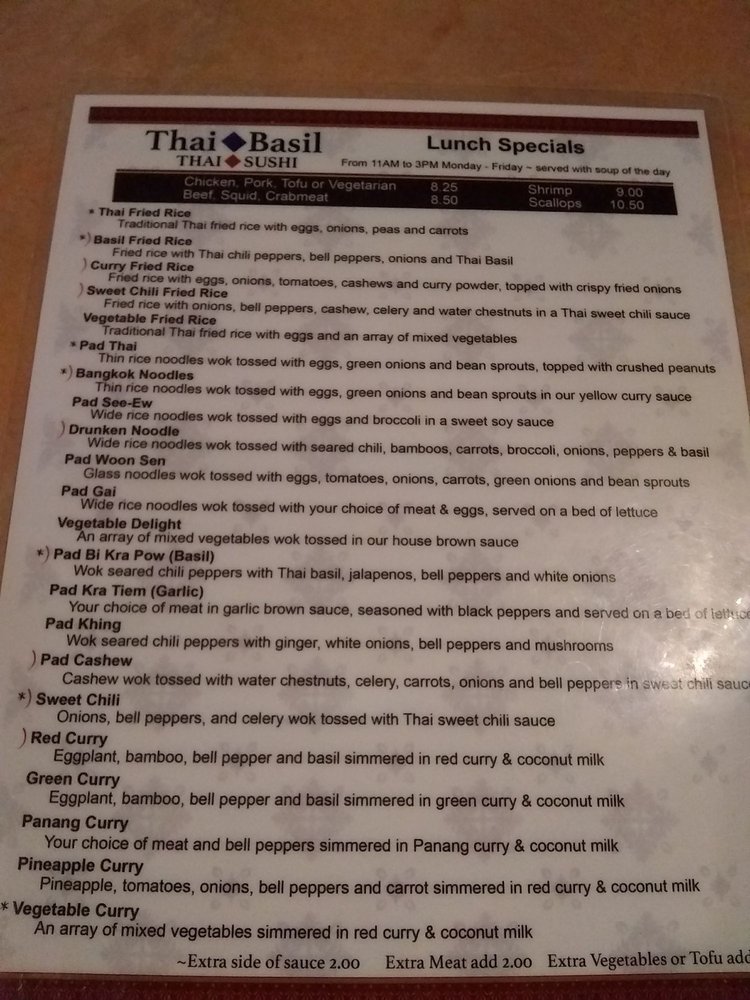 Thai Basil
THAI SUSHI
Lunch Specials
From 11AM to 3PM Monday - Friday ~ served with soup of the day
Chicken, Pork, Tofu or Vegetarian 8.25 Shrimp 9.00
Beef, Squid, Crabmeat 8.50 Scallops 10.50
* Thai Fried Rice
Traditional Thai fried rice with eggs, onions, peas and carrots
*) Basil Fried Rice
Fried rice with Thai chili peppers, bell peppers, onions and Thai Basil
) Curry Fried Rice
Fried rice with eggs, onions, tomatoes, cashews and curry powder, topped with crispy fried onions
) Sweet Chili Fried Rice
Fried rice with onions, bell peppers, cashew, celery and water chestnuts in a Thai sweet chili sauce
Vegetable Fried Rice
Traditional Thai fried rice with eggs and an array of mixed vegetables
* Pad Thai
Thin rice noodles wok tossed with eggs, green onions and bean sprouts, topped with crushed peanuts
*) Bangkok Noodles
Thin rice noodles wok tossed with eggs, green onions and bean sprouts in our yellow curry sauce
Pad See-Ew
Wide rice noodles wok tossed with eggs and broccoli in a sweet soy sauce
) Drunken Noodle
Wide rice noodles wok tossed with seared chili, bamboos, carrots, broccoli, onions, peppers & basil
Pad Woon Sen
Glass noodles wok tossed with eggs, tomatoes, onions, carrots, green onions and bean sprouts
Pad Gai
Wide rice noodles wok tossed with your choice of meat & eggs, served on a bed of lettuce
Vegetable Delight
An array of mixed vegetables wok tossed in our house brown sauce
*) Pad Bi Kra Pow (Basil)
Wok seared chili peppers with Thai basil, jalapenos, bell peppers and white onions
Pad Kra Tiem (Garlic)
Your choice of meat in garlic brown sauce, seasoned with black peppers and served on a bed of lettuce
Pad Khing
Wok seared chili peppers with ginger, white onions, bell peppers and mushrooms
) Pad Cashew
Cashew wok tossed with water chestnuts, celery, carrots, onions and bell peppers in sweet chili sauc
*) Sweet Chili
Onions, bell peppers, and celery wok tossed with Thai sweet chili sauce
) Red Curry
Eggplant, bamboo, bell pepper and basil simmered in red curry & coconut milk
Green Curry
Eggplant, bamboo, bell pepper and basil simmered in green curry & coconut milk
Panang Curry
Your choice of meat and bell peppers simmered in Panang curry & coconut milk
Pineapple Curry
Pineapple, tomatoes, onions, bell peppers and carrot simmered in red curry & coconut milk
* Vegetable Curry
An array of mixed vegetables simmered in red curry & coconut milk
~Extra side of sauce 2.00 Extra Meat add 2.00 Extra Vegetables or Tofu add